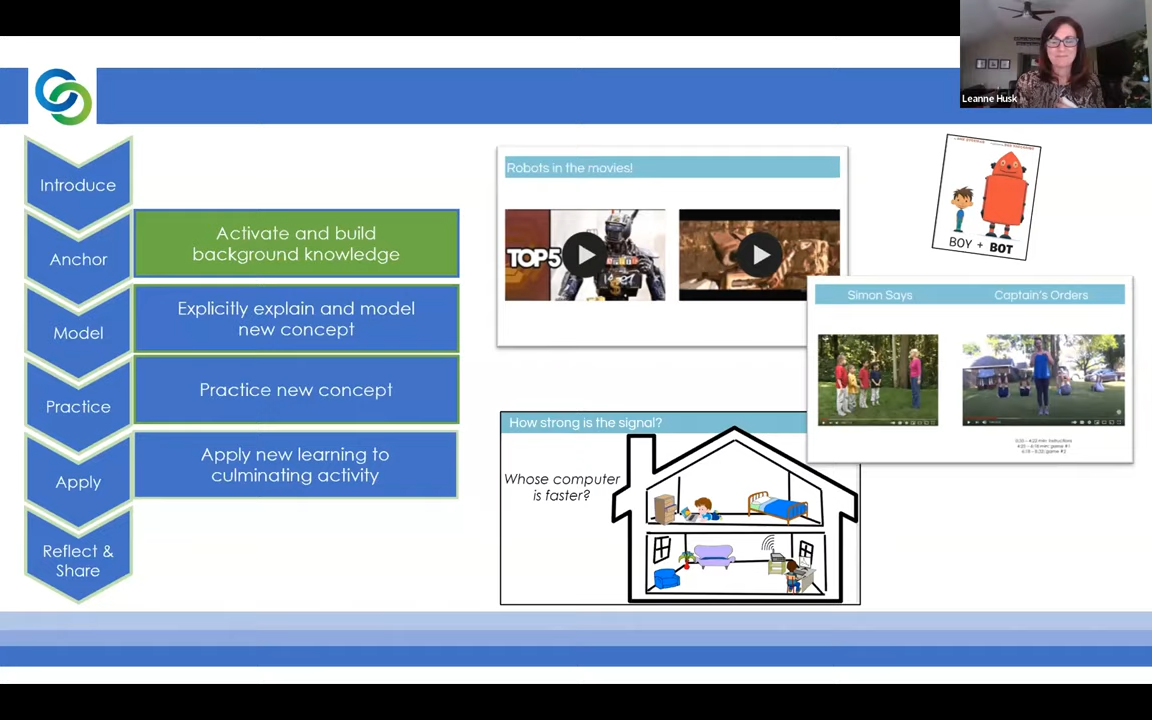 Leanne Husk
Introduce
Anchor
Model
Practice
Apply
Reflect &
Share
Activate and build
background knowledge
Explicitly explain and model
new concept
Practice new concept
Apply new learning to
culminating activity
Robots in the movies!
TOP5
BOY + BOT
Simon Says
Captain's Orders
How strong is the signal?
Whose computer
is faster?